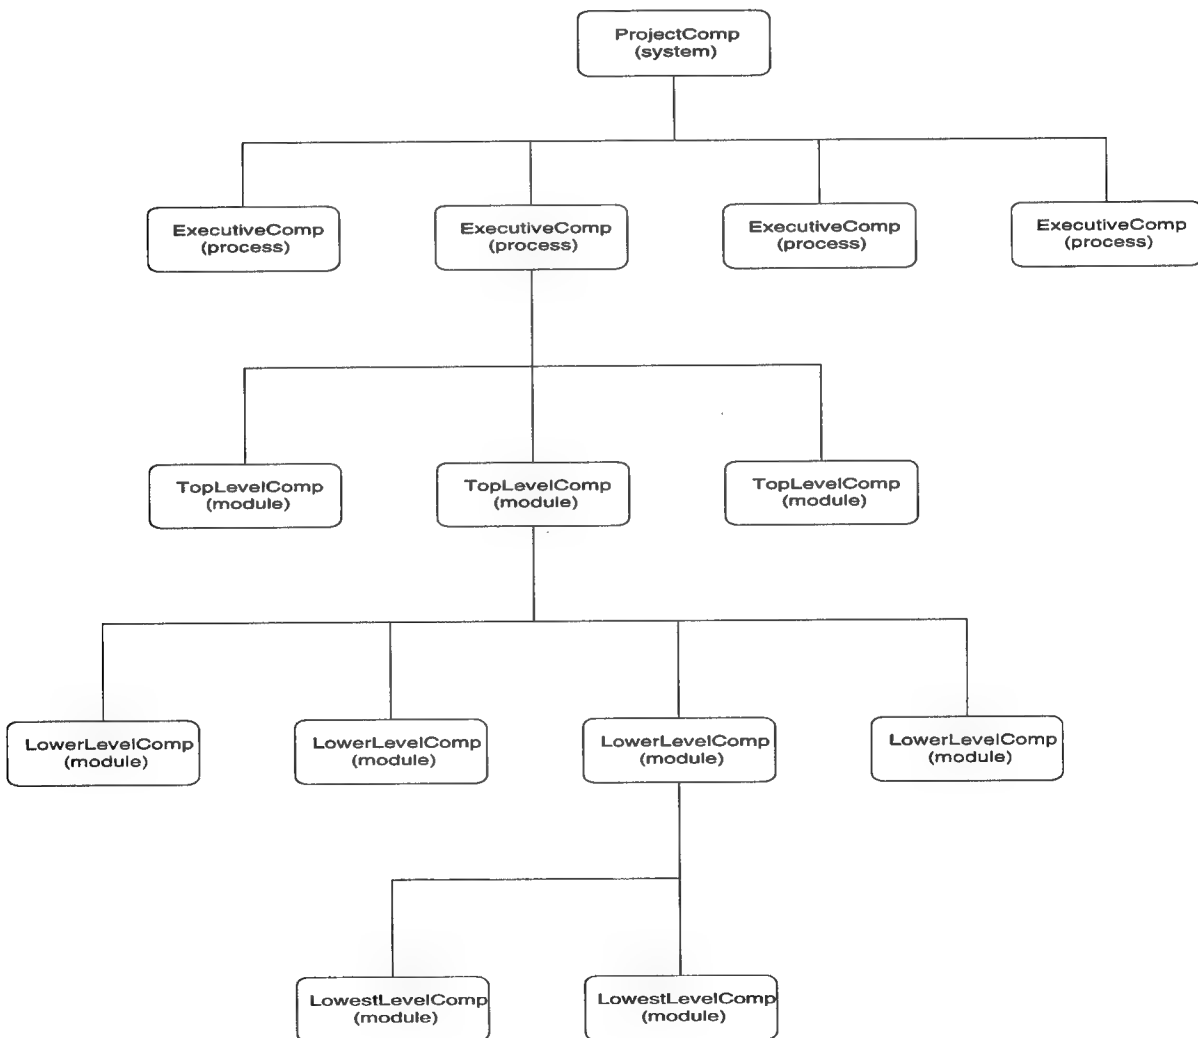 ProjectComp
(system)
ExecutiveComp
(process)
ExecutiveComp
(process)
ExecutiveComp
(process)
ExecutiveComp
(process)
TopLevelComp
(module)
TopLevelComp
(module)
TopLevelComp
(module)
LowerLevelComp
(module)
LowerLevelComp
(module)
LowerLevelComp
(module)
LowerLevelComp
(module)
LowestLevelComp
(module)
LowestLevelComp
(module)